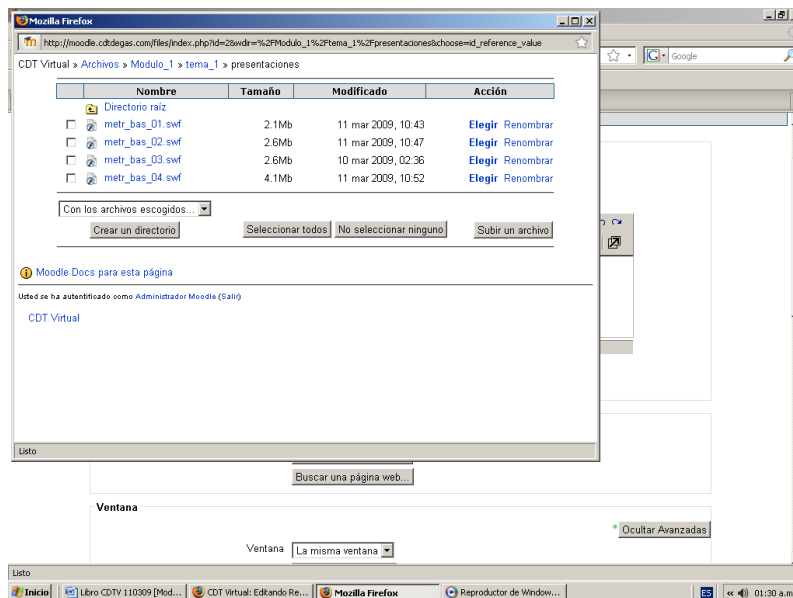 Mozilla Firefox
http://moodle.cdtdegas.com/files/index.php?id=2&wdir=%2FModulo_1%2Ftema_1%2Fpresentaciones&choose=id_reference_value
CDT Virtual » Archivos » Modulo_1 » tema_1 » presentaciones
Nombre Tamaño Modificado Acción
Directorio raíz
metr_bas_01.swf 2.1Mb 11 mar 2009, 10:43 Elegir Renombrar
metr_bas_02.swf 2.6Mb 11 mar 2009, 10:47 Elegir Renombrar
metr_bas_03.swf 2.6Mb 10 mar 2009, 02:36 Elegir Renombrar
metr_bas_04.swf 4.1Mb 11 mar 2009, 10:52 Elegir Renombrar
Con los archivos escogidos...
Crear un directorio Seleccionar todos No seleccionar ninguno Subir un archivo
Moodle Docs para esta página
Usted se ha autentificado como Administrador Moodle (Salir)
CDT Virtual
Listo
G Google
Buscar una página web...
Ventana
* Ocultar Avanzadas
Ventana La misma ventana
Listo
Inicio Libro CDTV 110309 [Mod... CDT Virtual: Editando Re... Mozilla Firefox Reproductor de Window... ES « 01:30 a.m